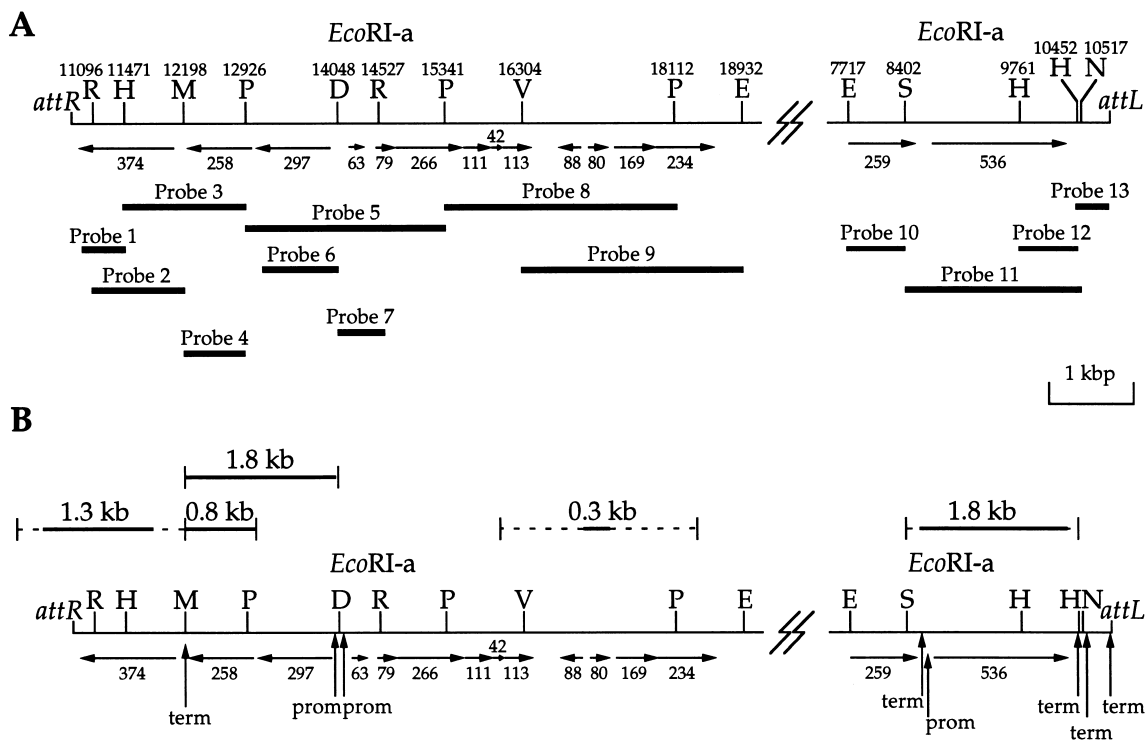 A
EcoRI-a EcoRI-a
11096 11471 12198 12926 14048 14527 15341 16304 18112 18932 7717 8402 9761 10452 10517
attR R H M P D R P V P E E S H H N attL
42
374 258 297 63 79 266 111 113 88 80 169 234 259 536
Probe 3 Probe 8 Probe 13
Probe 5
Probe 1 Probe 10 Probe 12
Probe 6 Probe 9
Probe 2 Probe 11
Probe 7
Probe 4
1 kbp
B
1.8 kb
1.3 kb 0.8 kb 0.3 kb 1.8 kb
EcoRI-a EcoRI-a
attR R H M P D R P V P E E S H H N attL
42
374 258 297 63 79 266 111 113 88 80 169 234 259 536
term prom prom term prom term term term